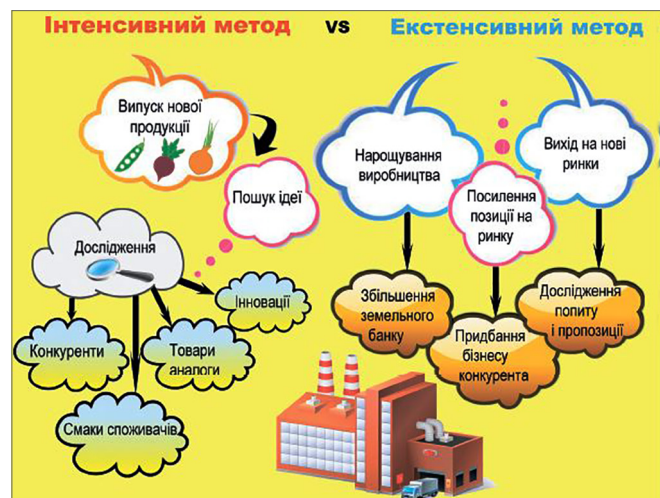 Інтенсивний метод vs Екстенсивний метод
Випуск нової
продукції
Пошук ідеї
Дослідження
Інновації
Конкуренти
Товари
аналоги
Смаки споживачів
Нарощування
виробництва
Посилення
позиції на
ринку
Вихід на нові
ринки
Збільшення
земельного
банку
Придбання
бізнесу
конкурента
Дослідження
попиту
і пропозиції